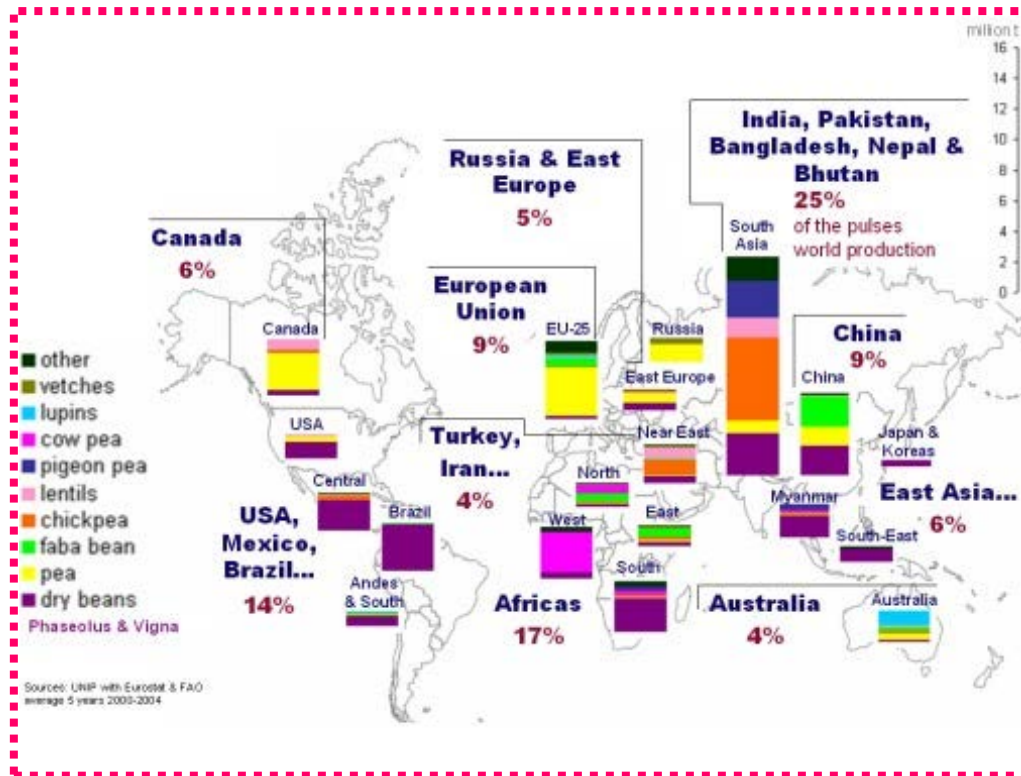 million t
16
14
12
10
8
6
4
2
0
India, Pakistan,
Bangladesh, Nepal &
Bhutan
25%
of the pulses
world production
South
Asia
Russia & East
Europe
5%
Canada
6%
Canada
European
Union
9%
EU-25
Russia
East Europe
China
9%
China
other
vetches
lupins
cow pea
pigeon pea
lentils
chickpea
faba bean
pea
dry beans
Phaseolus & Vigna
USA
Central
Brazil
Andes
& South
USA,
Mexico,
Brazil...
14%
Turkey,
Iran...
4%
Near East
North
West
East
South
Africas
17%
Japan &
Koreas
Myanmar
South-East
East Asia...
6%
Australia
4%
Australia
Sources: UNIP with Eurostat & FAO
average 5 years 2000-2004